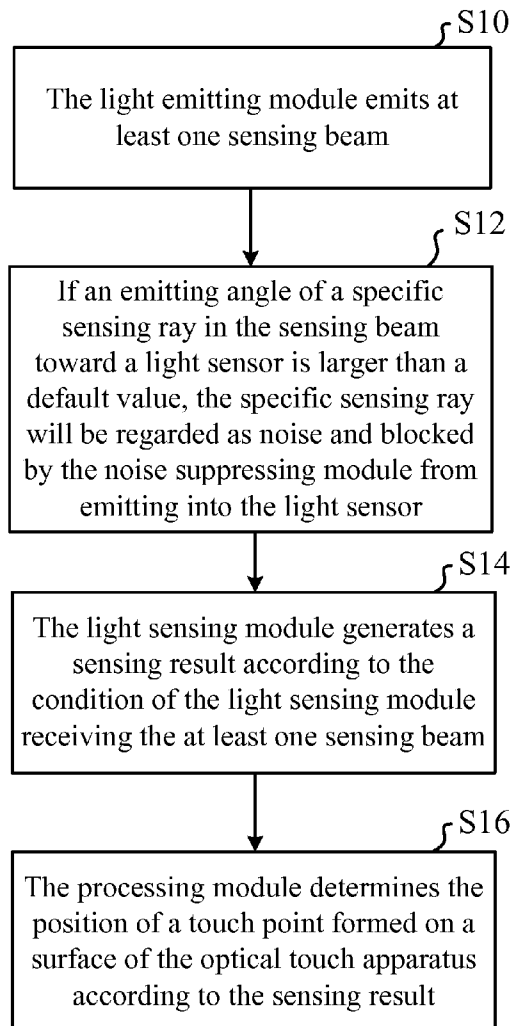 S10
The light emitting module emits at
least one sensing beam
S12
If an emitting angle of a specific
sensing ray in the sensing beam
toward a light sensor is larger than a
default value, the specific sensing ray
will be regarded as noise and blocked
by the noise suppressing module from
emitting into the light sensor
S14
The light sensing module generates a
sensing result according to the
condition of the light sensing module
receiving the at least one sensing beam
S16
The processing module determines the
position of a touch point formed on a
surface of the optical touch apparatus
according to the sensing result